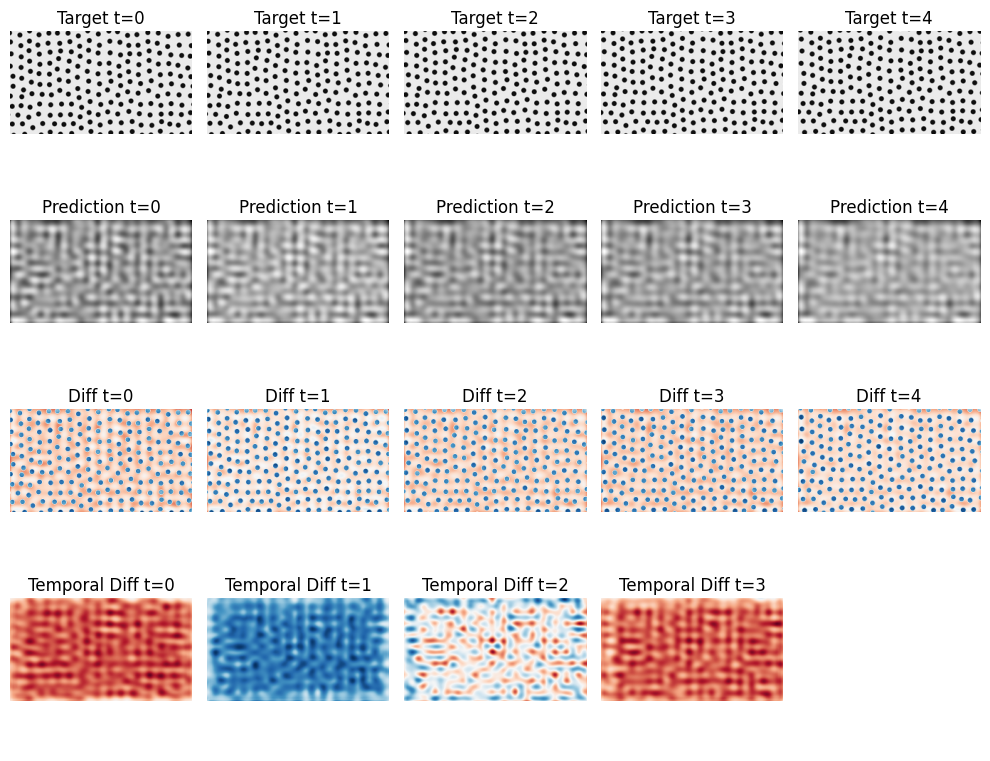 Target t=0 Target t=1 Target t=2 Target t=3 Target t=4
Prediction t=0 Prediction t=1 Prediction t=2 Prediction t=3 Prediction t=4
Diff t=0 Diff t=1 Diff t=2 Diff t=3 Diff t=4
Temporal Diff t=0 Temporal Diff t=1 Temporal Diff t=2 Temporal Diff t=3